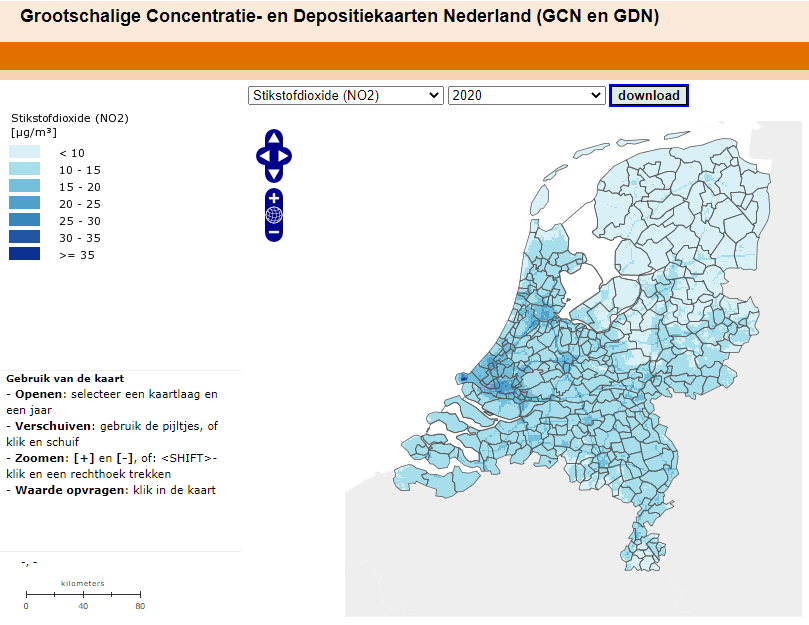 Grootschalige Concentratie- en Depositiekaarten Nederland (GCN en GDN)
Stikstofdioxide (NO2) 2020 download
Stikstofdioxide (NO2)
[µg/m³]
< 10
10 - 15
15 - 20
20 - 25
25 - 30
30 - 35
>= 35
Gebruik van de kaart
- Openen: selecteer een kaartlaag en
een jaar
- Verschuiven: gebruik de pijltjes, of
klik en schuif
- Zoomen: [+] en [-], of: <SHIFT>-
klik en een rechthoek trekken
- Waarde opvragen: klik in de kaart
-, -
kilometers
0 40 80